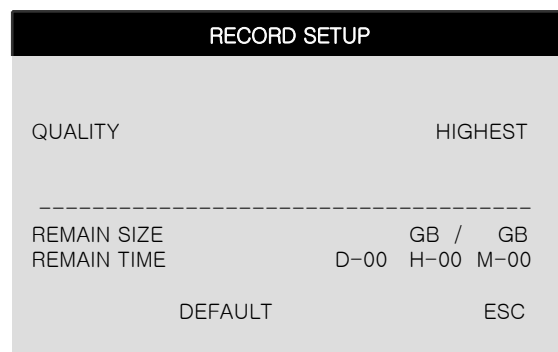 RECORD SETUP
QUALITY HIGHEST
REMAIN SIZE GB / GB
REMAIN TIME D-00 H-00 M-00
DEFAULT ESC